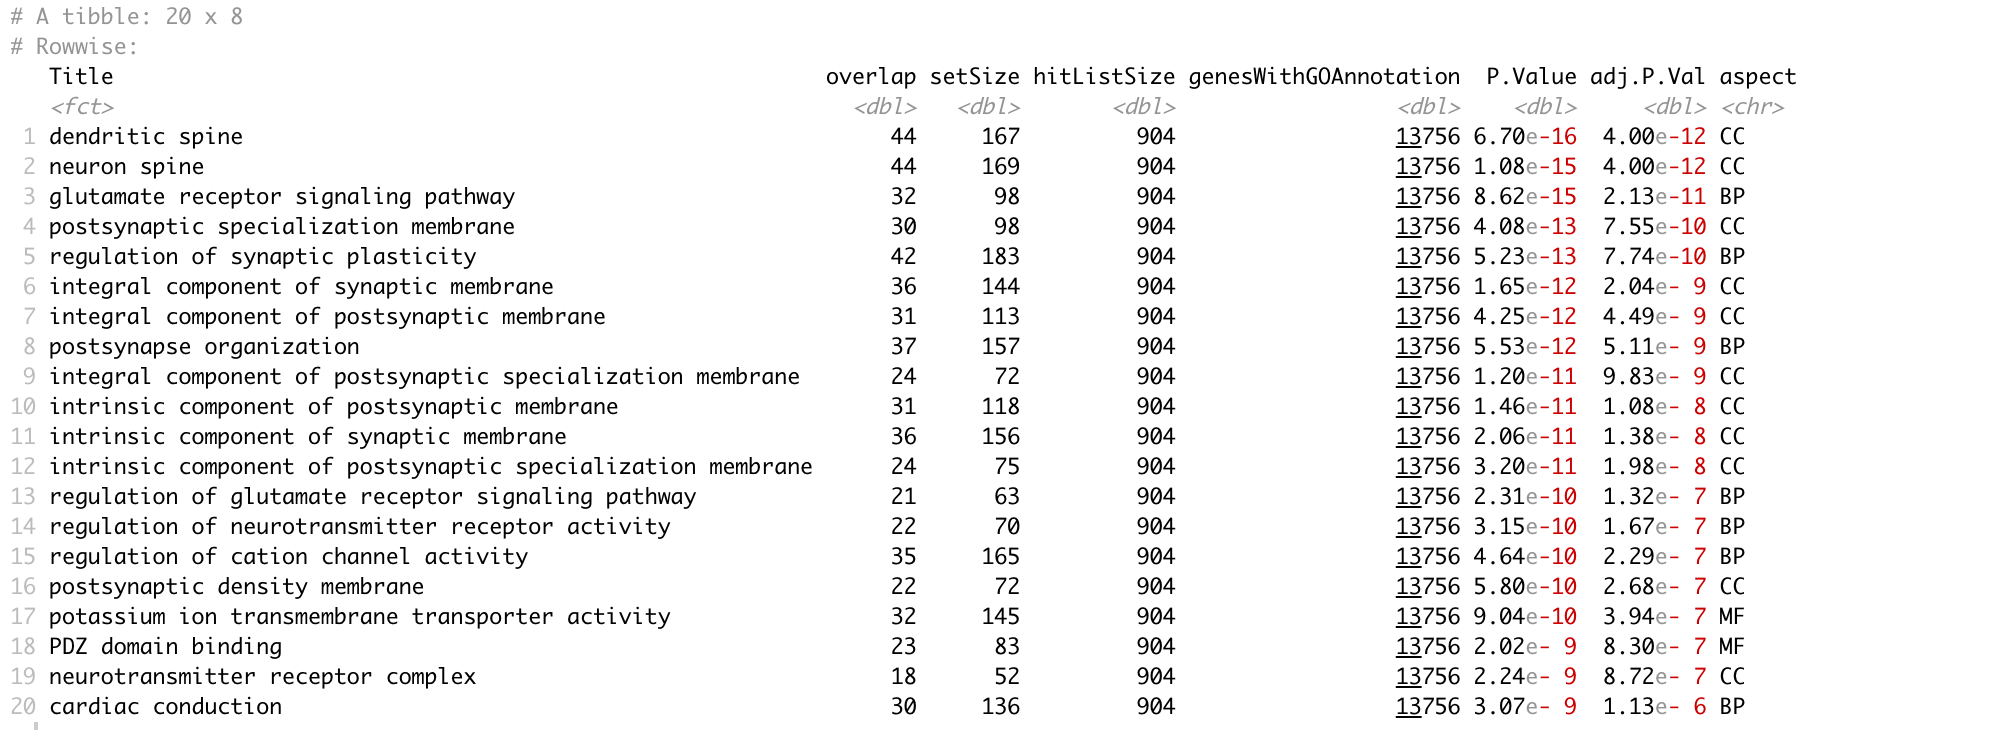 # A tibble: 20 x 8
# Rowwise:
Title overlap setSize hitListSize genesWithGOAnnotation P.Value adj.P.Val aspect
<fct> <dbl> <dbl> <dbl> <dbl> <dbl> <dbl> <chr>
1 dendritic spine 44 167 904 13756 6.70e-16 4.00e-12 CC
2 neuron spine 44 169 904 13756 1.08e-15 4.00e-12 CC
3 glutamate receptor signaling pathway 32 98 904 13756 8.62e-15 2.13e-11 BP
4 postsynaptic specialization membrane 30 98 904 13756 4.08e-13 7.55e-10 CC
5 regulation of synaptic plasticity 42 183 904 13756 5.23e-13 7.74e-10 BP
6 integral component of synaptic membrane 36 144 904 13756 1.65e-12 2.04e- 9 CC
7 integral component of postsynaptic membrane 31 113 904 13756 4.25e-12 4.49e- 9 CC
8 postsynapse organization 37 157 904 13756 5.53e-12 5.11e- 9 BP
9 integral component of postsynaptic specialization membrane 24 72 904 13756 1.20e-11 9.83e- 9 CC
10 intrinsic component of postsynaptic membrane 31 118 904 13756 1.46e-11 1.08e- 8 CC
11 intrinsic component of synaptic membrane 36 156 904 13756 2.06e-11 1.38e- 8 CC
12 intrinsic component of postsynaptic specialization membrane 24 75 904 13756 3.20e-11 1.98e- 8 CC
13 regulation of glutamate receptor signaling pathway 21 63 904 13756 2.31e-10 1.32e- 7 BP
14 regulation of neurotransmitter receptor activity 22 70 904 13756 3.15e-10 1.67e- 7 BP
15 regulation of cation channel activity 35 165 904 13756 4.64e-10 2.29e- 7 BP
16 postsynaptic density membrane 22 72 904 13756 5.80e-10 2.68e- 7 CC
17 potassium ion transmembrane transporter activity 32 145 904 13756 9.04e-10 3.94e- 7 MF
18 PDZ domain binding 23 83 904 13756 2.02e- 9 8.30e- 7 MF
19 neurotransmitter receptor complex 18 52 904 13756 2.24e- 9 8.72e- 7 CC
20 cardiac conduction 30 136 904 13756 3.07e- 9 1.13e- 6 BP